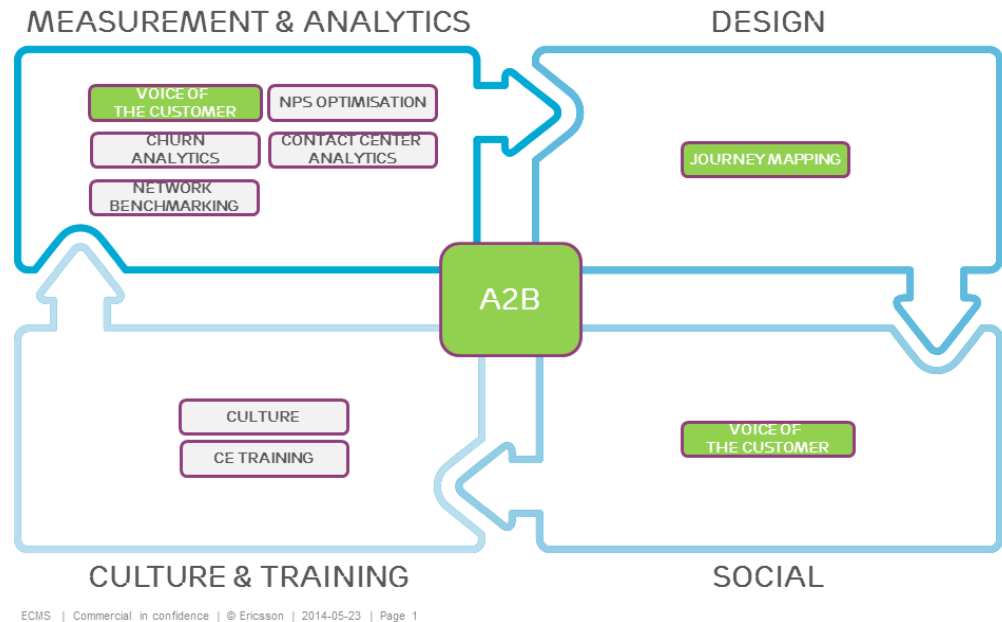 MEASUREMENT & ANALYTICS
DESIGN
VOICE OF
THE CUSTOMER
NPS OPTIMISATION
CHURN
ANALYTICS
CONTACT CENTER
ANALYTICS
NETWORK
BENCHMARKING
JOURNEY MAPPING
A2B
CULTURE
CE TRAINING
VOICE OF
THE CUSTOMER
CULTURE & TRAINING
SOCIAL
ECMS | Commercial in confidence | © Ericsson | 2014-05-23 | Page 1